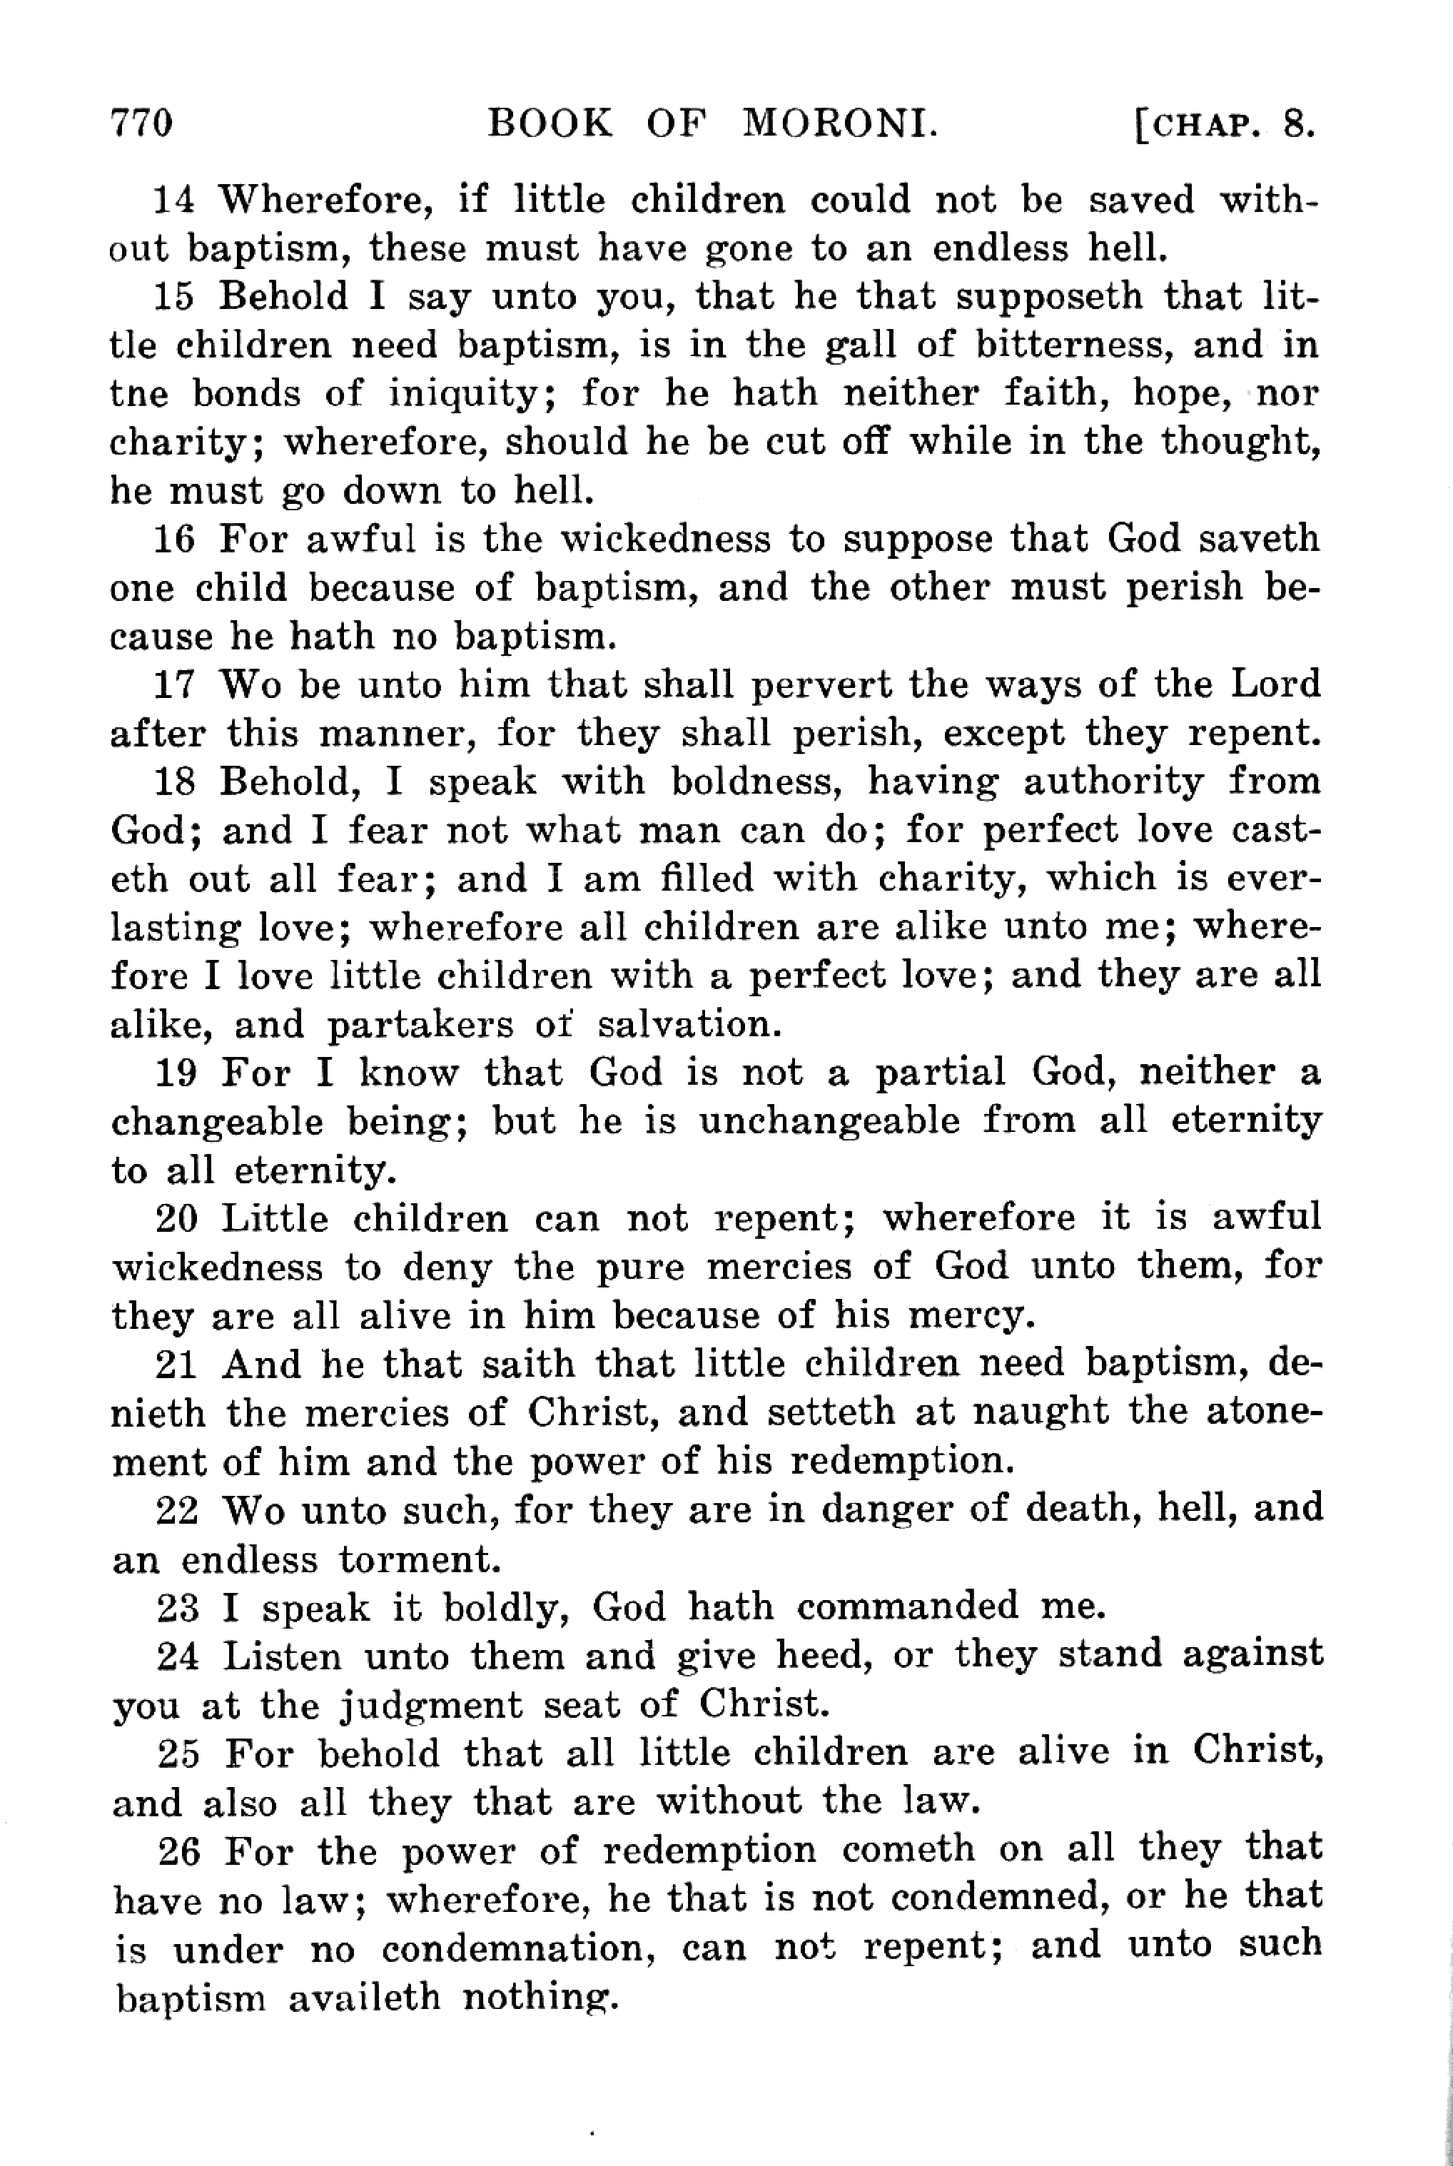 770 BOOK OF MORONI. [CHAP. 8.
14 Wherefore, if little children could not be saved with-
out baptism, these must have gone to an endless hell.
15 Behold I say unto you, that he that supposeth that lit-
tle children need baptism, is in the gall of bitterness, and in
tne bonds of iniquity; for he hath neither faith, hope, nor
charity; wherefore, should he be cut off while in the thought,
he must go down to hell.
16 For awful is the wickedness to suppose that God saveth
one child because of baptism, and the other must perish be-
cause he hath no baptism.
17 Wo be unto him that shall pervert the ways of the Lord
after this manner, for they shall perish, except they repent.
18 Behold, I speak with boldness, having authority from
God; and I fear not what man can do; for perfect love cast-
eth out all fear; and I am filled with charity, which is ever-
lasting love; wherefore all children are alike unto me; where-
fore I love little children with a perfect love; and they are all
alike, and partakers of salvation.
19 For I know that God is not a partial God, neither a
changeable being; but he is unchangeable from all eternity
to all eternity.
20 Little children can not repent; wherefore it is awful
wickedness to deny the pure mercies of God unto them, for
they are all alive in him because of his mercy.
21 And he that saith that little children need baptism, de-
nieth the mercies of Christ, and setteth at naught the atone-
ment of him and the power of his redemption.
22 Wo unto such, for they are in danger of death, hell, and
an endless torment.
23 I speak it boldly, God hath commanded me.
24 Listen unto them and give heed, or they stand against
you at the judgment seat of Christ.
25 For behold that all little children are alive in Christ,
and also all they that are without the law.
26 For the power of redemption cometh on all they that
have no law; wherefore, he that is not condemned, or he that
is under no condemnation, can not repent; and unto such
baptism availeth nothing.